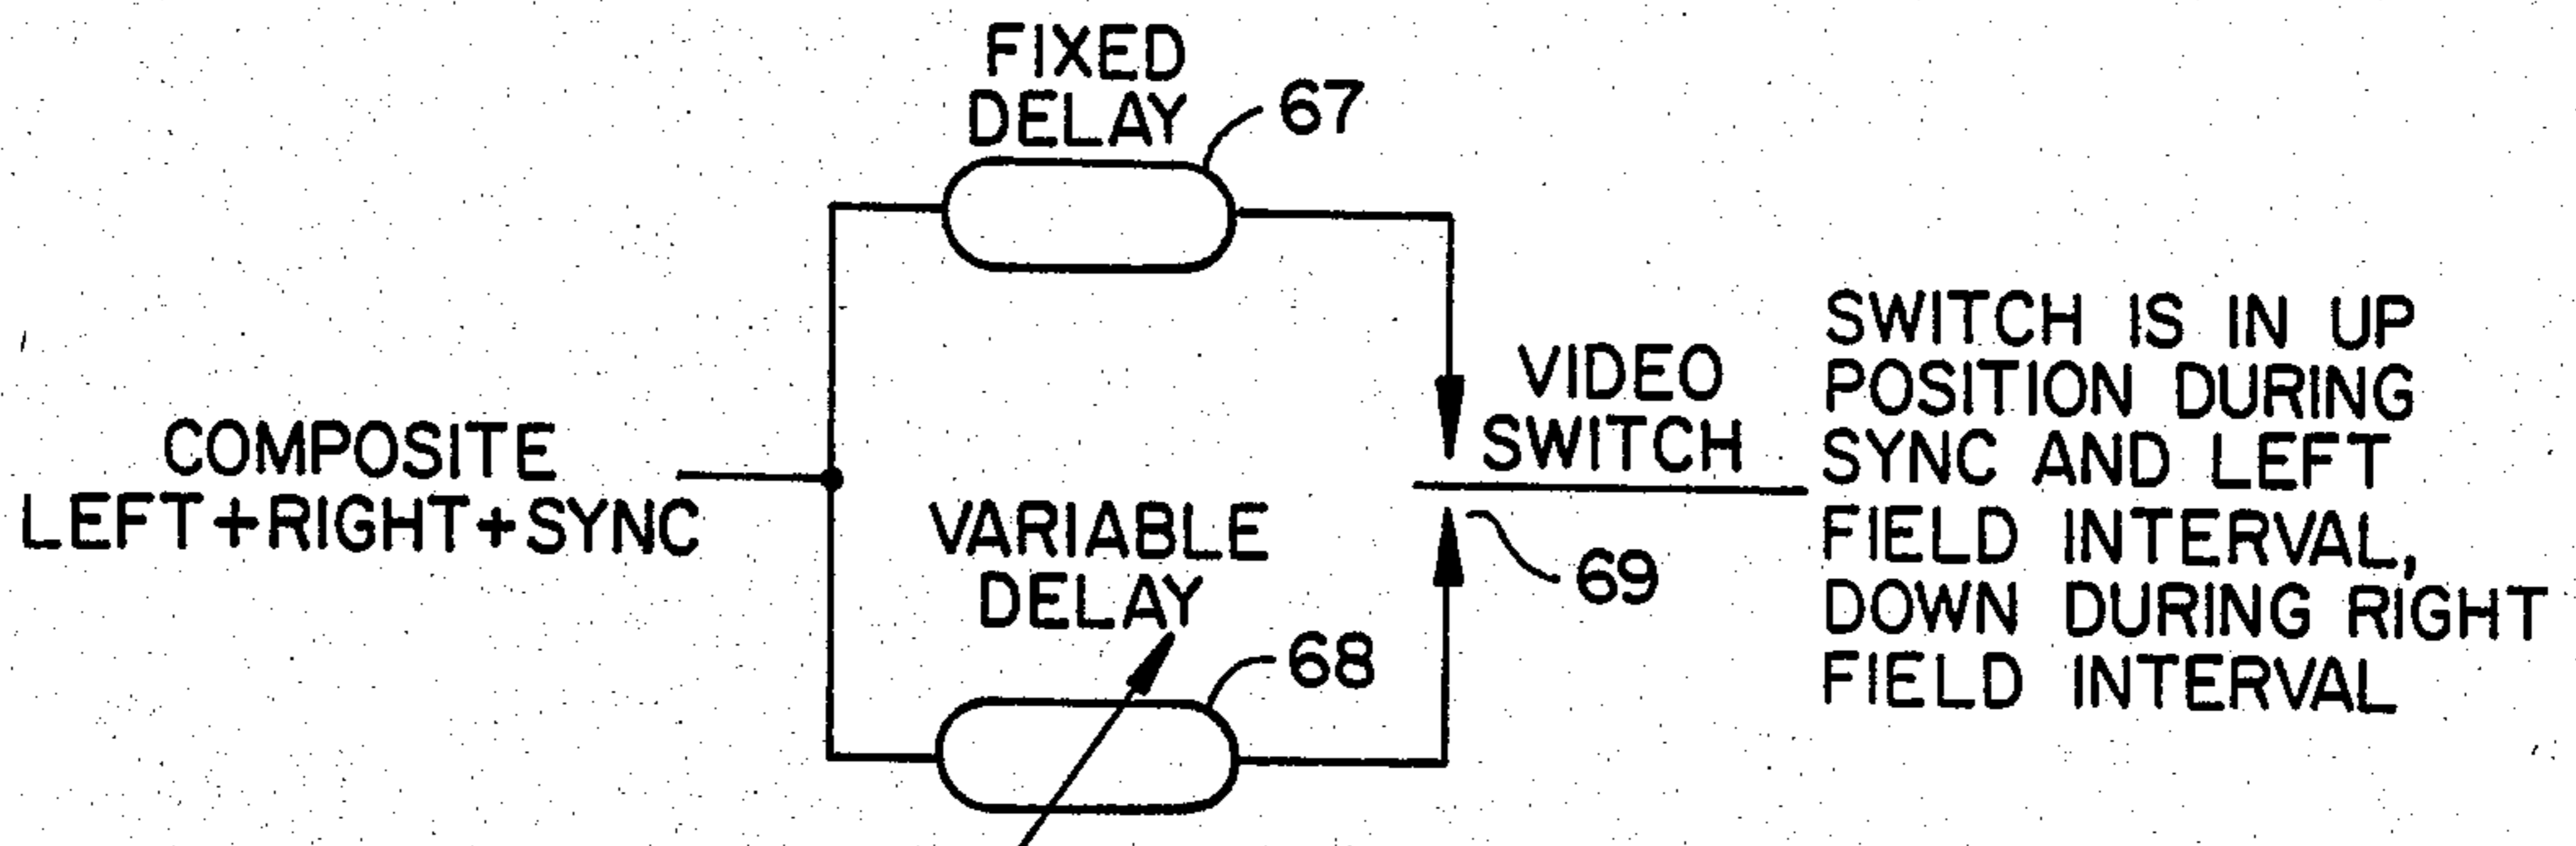 FIXED
DELAY
67
COMPOSITE
LEFT+RIGHT+SYNC
VARIABLE
DELAY
68
VIDEO
SWITCH
69
SWITCH IS IN UP
POSITION DURING
SYNC AND LEFT
FIELD INTERVAL,
DOWN DURING RIGHT
FIELD INTERVAL